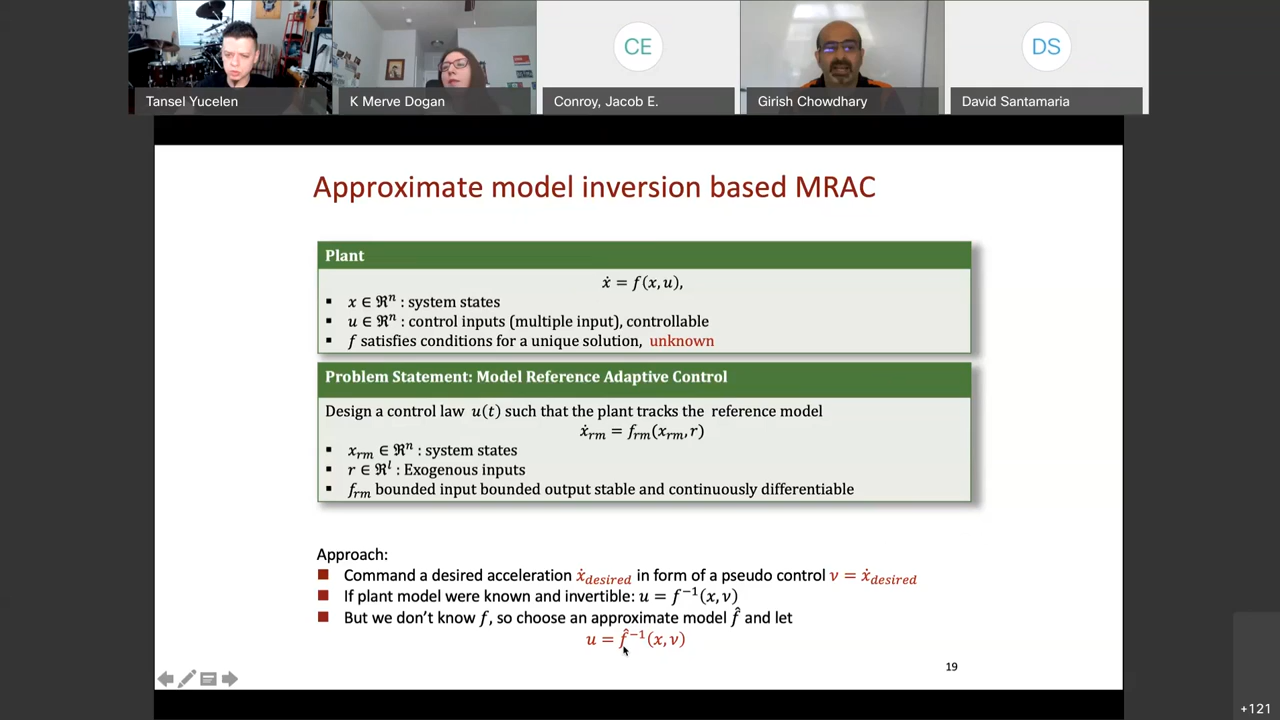 CE
DS
Tansel Yucelen
K Merve Dogan
Conroy, Jacob E.
Girish Chowdhary
David Santamaria
Approximate model inversion based MRAC
Plant
ẋ = f(x, u),
▪ x ∈ ℜⁿ : system states
▪ u ∈ ℜⁿ : control inputs (multiple input), controllable
▪ f satisfies conditions for a unique solution, unknown
Problem Statement: Model Reference Adaptive Control
Design a control law u(t) such that the plant tracks the reference model
ẋ_rm = f_rm(x_rm, r)
▪ x_rm ∈ ℜⁿ : system states
▪ r ∈ ℜˡ : Exogenous inputs
▪ f_rm bounded input bounded output stable and continuously differentiable
Approach:
■ Command a desired acceleration ẋ_desired in form of a pseudo control ν = ẋ_desired
■ If plant model were known and invertible: u = f⁻¹(x, ν)
■ But we don't know f, so choose an approximate model f̂ and let
u = f̂⁻¹(x, ν)
19
+121